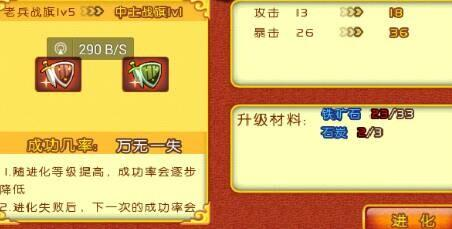 老兵战旗lv5 >>> 中士战旗lv1
290 B/S
成功几率: 万无一失
1.随进化等级提高，成功率会逐步
降低
2.进化失败后，下一次的成功率会
攻击 13 >>> 18
暴击 26 >>> 36
升级材料: 铁矿石 23/33
石炭 2/3
进化